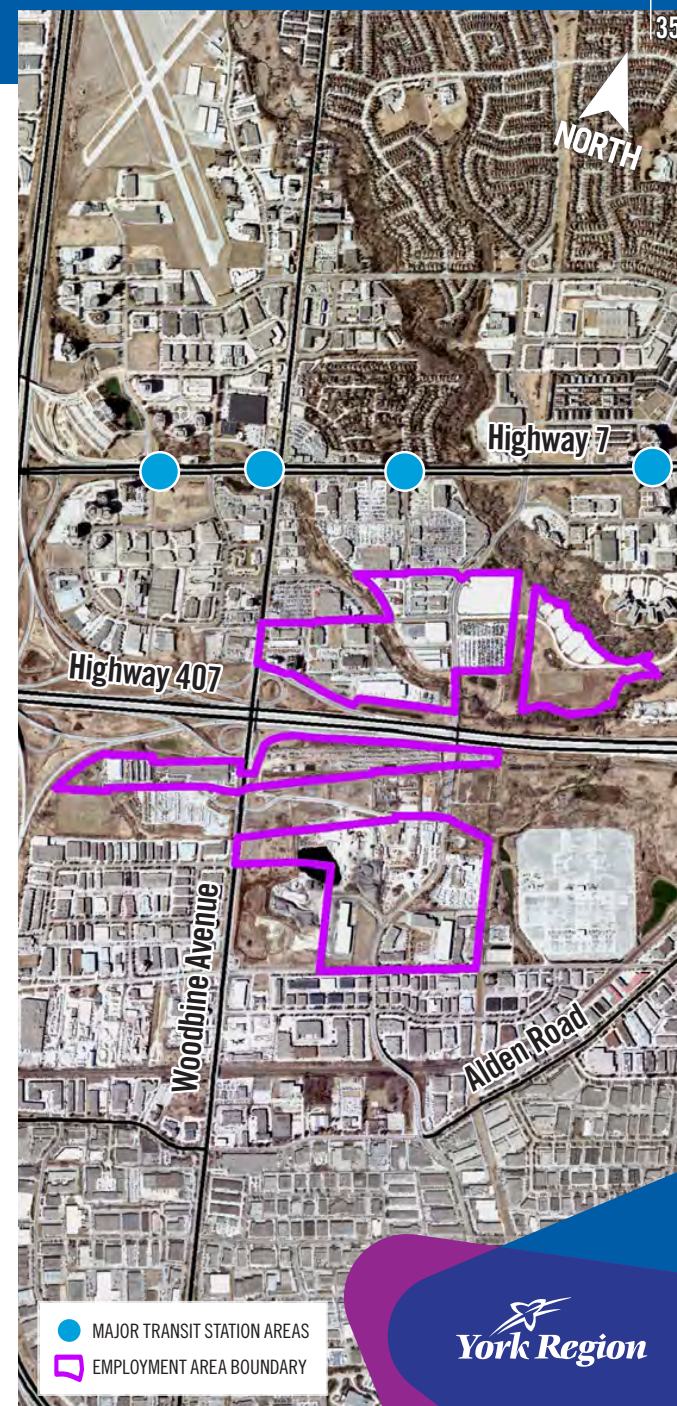 35
NORTH
Highway 7
Highway 407
Woodbine Avenue
Alden Road
MAJOR TRANSIT STATION AREAS
EMPLOYMENT AREA BOUNDARY
York Region